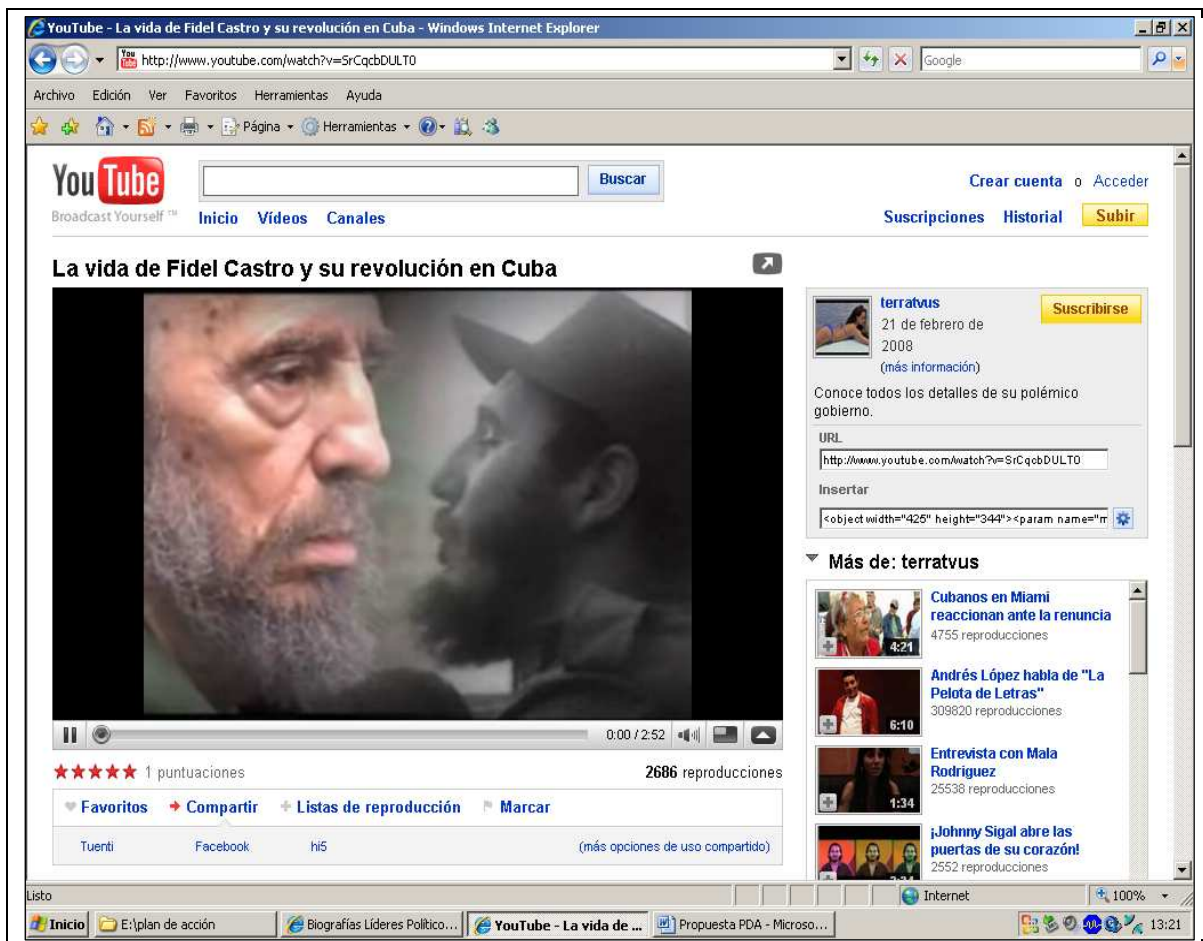 YouTube - La vida de Fidel Castro y su revolución en Cuba - Windows Internet Explorer
http://www.youtube.com/watch?v=SrCqcbDULT0
Google
Archivo Edición Ver Favoritos Herramientas Ayuda
Página Herramientas
You Tube
Broadcast Yourself ™
Buscar
Crear cuenta o Acceder
Inicio Vídeos Canales
Suscripciones Historial Subir
La vida de Fidel Castro y su revolución en Cuba
terratvus
Suscribirse
21 de febrero de
2008
(más información)
Conoce todos los detalles de su polémico
gobierno.
URL
http://www.youtube.com/watch?v=SrCqcbDULT0
Insertar
<object width="425" height="344"><param name="m
Más de: terratvus
Cubanos en Miami
reaccionan ante la renuncia
4755 reproducciones
4:21
Andrés López habla de "La
Pelota de Letras"
309820 reproducciones
6:10
Entrevista con Mala
Rodriguez
25538 reproducciones
1:34
¡Johnny Sigal abre las
puertas de su corazón!
2552 reproducciones
0:00 / 2:52
1 puntuaciones
2686 reproducciones
Favoritos Compartir Listas de reproducción Marcar
Tuenti Facebook hi5 (más opciones de uso compartido)
Listo
Internet
100%
Inicio
E:\plan de acción
Biografías Líderes Político...
YouTube - La vida de ...
Propuesta PDA - Microso...
13:21